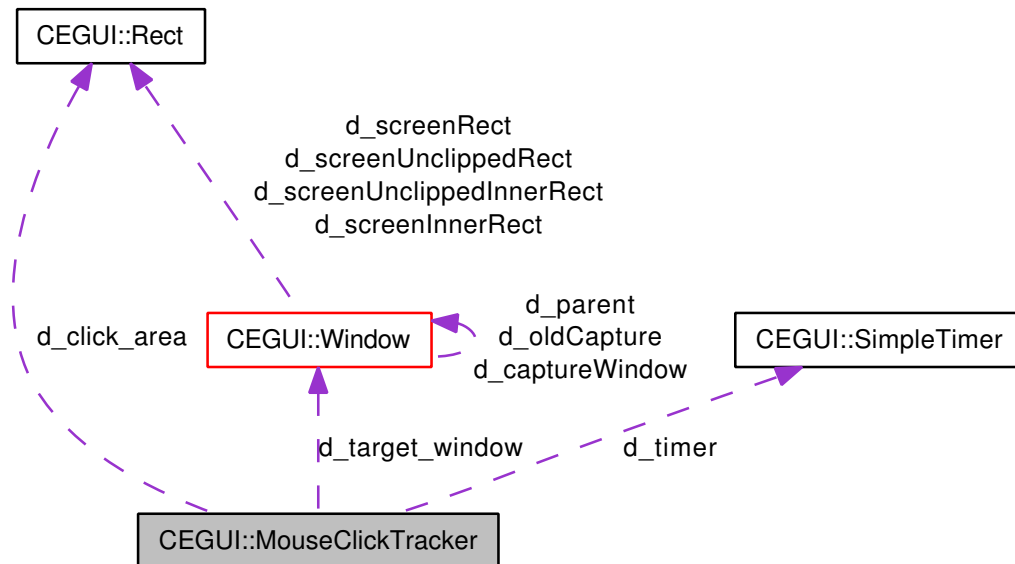 CEGUI::Rect
d_screenRect
d_screenUnclippedRect
d_screenUnclippedInnerRect
d_screenInnerRect
d_click_area
CEGUI::Window
d_parent
d_oldCapture
d_captureWindow
CEGUI::SimpleTimer
d_target_window
d_timer
CEGUI::MouseClickTracker